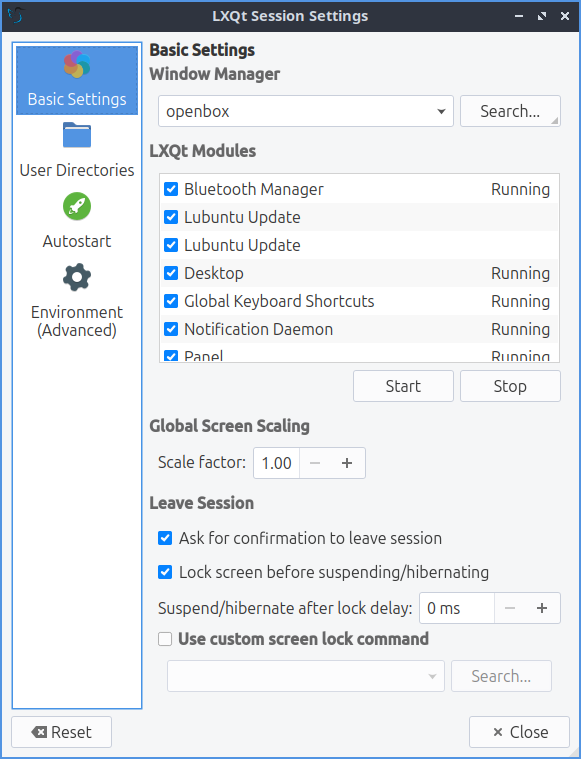 LXQt Session Settings
Basic Settings
User Directories
Autostart
Environment
(Advanced)
Basic Settings
Window Manager
openbox
Search...
LXQt Modules
Bluetooth Manager Running
Lubuntu Update
Lubuntu Update
Desktop Running
Global Keyboard Shortcuts Running
Notification Daemon Running
Panel Running
Start
Stop
Global Screen Scaling
Scale factor: 1.00
Leave Session
Ask for confirmation to leave session
Lock screen before suspending/hibernating
Suspend/hibernate after lock delay: 0 ms
Use custom screen lock command
Search...
Reset
Close